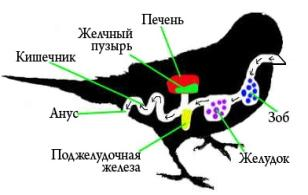 Печень
Желчный
пузырь
Кишечник
Анус
Зоб
Поджелудочная
железа
Желудок